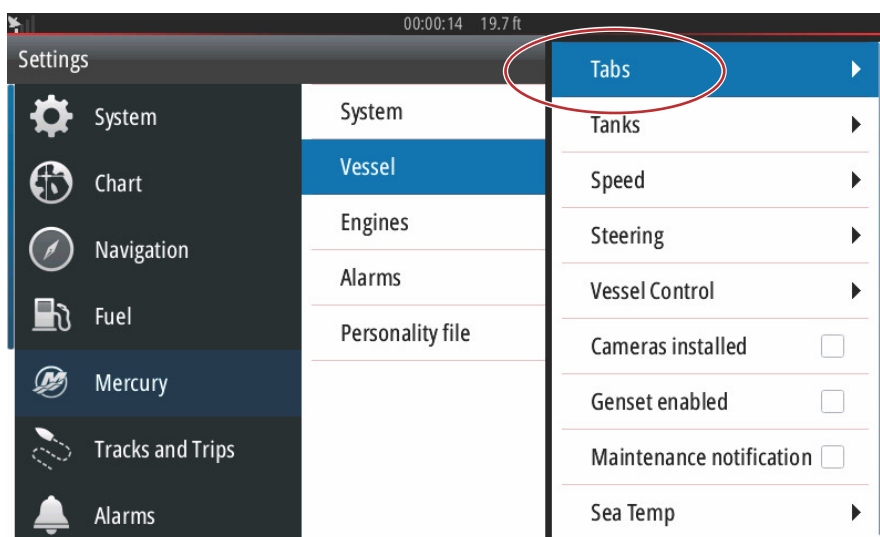 00:00:14 19.7 ft
Settings
System
Chart
Navigation
Fuel
Mercury
Tracks and Trips
Alarms
System
Vessel
Engines
Alarms
Personality file
Tabs
Tanks
Speed
Steering
Vessel Control
Cameras installed
Genset enabled
Maintenance notification
Sea Temp